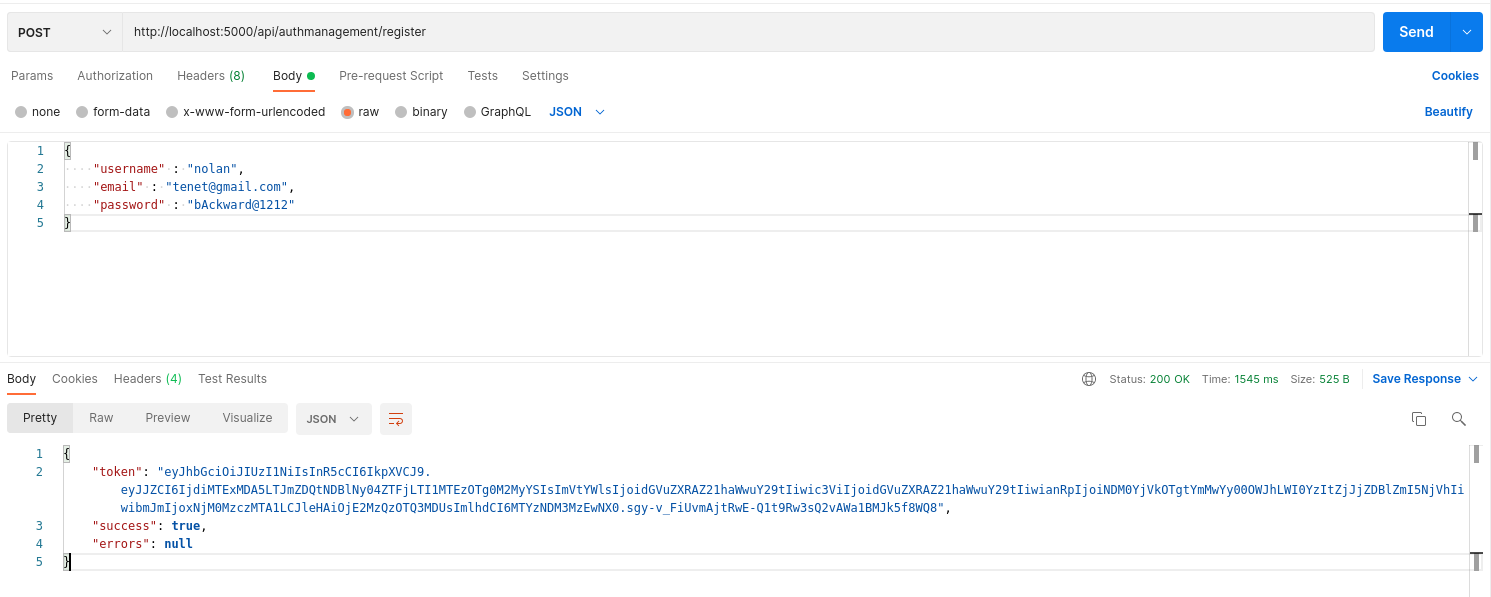 POST http://localhost:5000/api/authmanagement/register Send
Params Authorization Headers (8) Body Pre-request Script Tests Settings Cookies
none form-data x-www-form-urlencoded raw binary GraphQL JSON Beautify
1 {
2 "username" : "nolan",
3 "email" : "tenet@gmail.com",
4 "password" : "bAckward@1212"
5 }
Body Cookies Headers (4) Test Results Status: 200 OK Time: 1545 ms Size: 525 B Save Response
Pretty Raw Preview Visualize JSON
1 {
2 "token": "eyJhbGciOiJIUzI1NiIsInR5cCI6IkpXVCJ9.
eyJJZCI6IjdiMTExMDA5LTJmZDQtNDBlNy04ZTFjLTI1MTEzOTg0M2MyYSIsImVtYWlsIjoidGVuZXRAZ21haWwuY29tIiwic3ViIjoidGVuZXRAZ21haWwuY29tIiwianRpIjoiNDM0YjVkOTgtYmMwYy00OWJhLWI0YzItZjJjZDBlZmI5NjVhIi
wibmJmIjoxNjM0MzczMTA1LCJleHAiOjE2MzQzOTQ3MDUsImlhdCI6MTYzNDM3MzEwNX0.sgy-v_FiUvmAjtRwE-Q1t9Rw3sQ2vAWa1BMJk5f8WQ8",
3 "success": true,
4 "errors": null
5 }